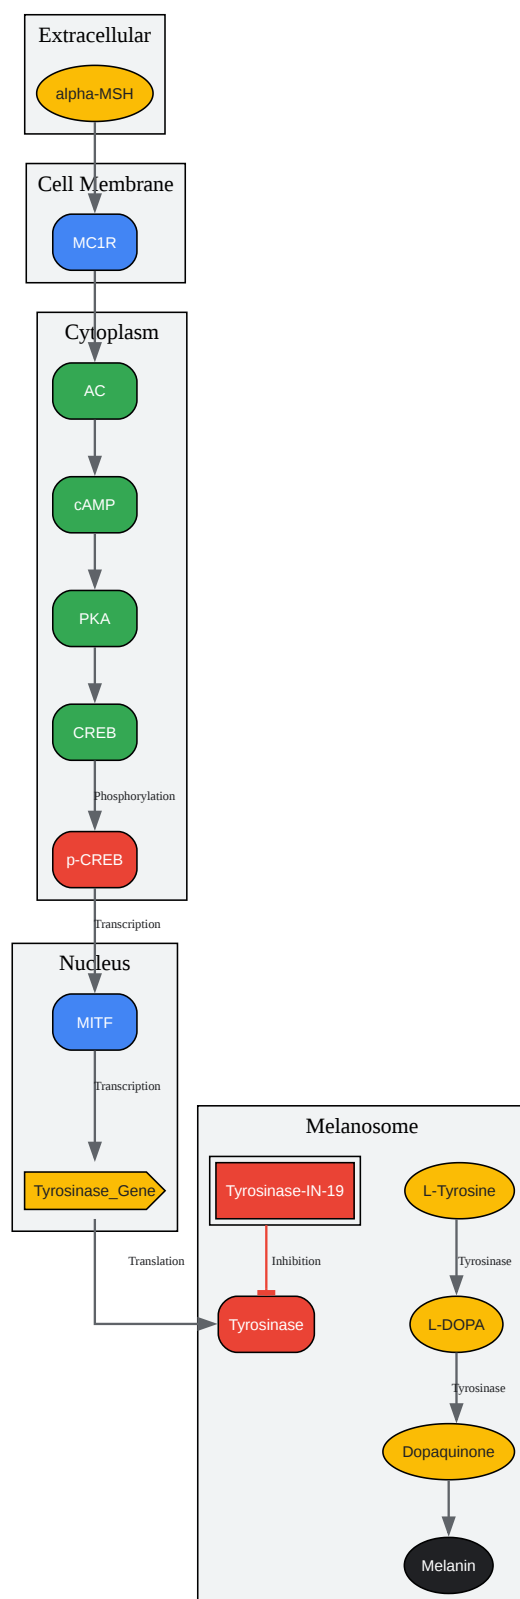 Extracellular
alpha-MSH
Cell Membrane
MC1R
Cytoplasm
AC
cAMP
PKA
CREB
Phosphorylation
p-CREB
Transcription
Nucleus
MITF
Transcription
Tyrosinase_Gene
Translation
Melanosome
Tyrosinase-IN-19
Inhibition
Tyrosinase
L-Tyrosine
Tyrosinase
L-DOPA
Tyrosinase
Dopaquinone
Melanin